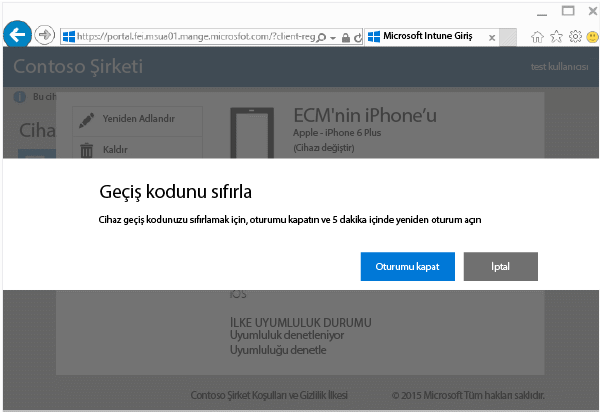 https://portal.fei.msua01.mange.microsfot.com/?client-reg
Microsoft Intune Giriş
Contoso Şirketi
test kullanıcısı
Bu cih
Ciha
Yeniden Adlandır
Kaldır
ECM'nin iPhone'u
Apple - iPhone 6 Plus
(Cihazı değiştir)
Geçiş kodunu sıfırla
Cihaz geçiş kodunuzu sıfırlamak için, oturumu kapatın ve 5 dakika içinde yeniden oturum açın
Oturumu kapat
İptal
iOS
İLKE UYUMLULUK DURUMU
Uyumluluk denetleniyor
Uyumluluğu denetle
Contoso Şirket Koşulları ve Gizlilik İlkesi
© 2015 Microsoft Tüm hakları saklıdır.